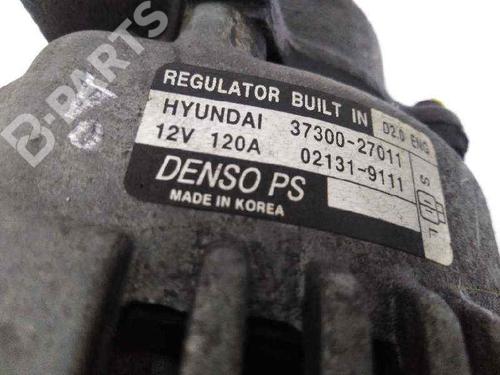 B-PARTS
REGULATOR BUILT IN D2.0 ENG
HYUNDAI 37300-27011
12V 120A 02131-9111
DENSO PS
MADE IN KOREA
S
L
B-PARTS